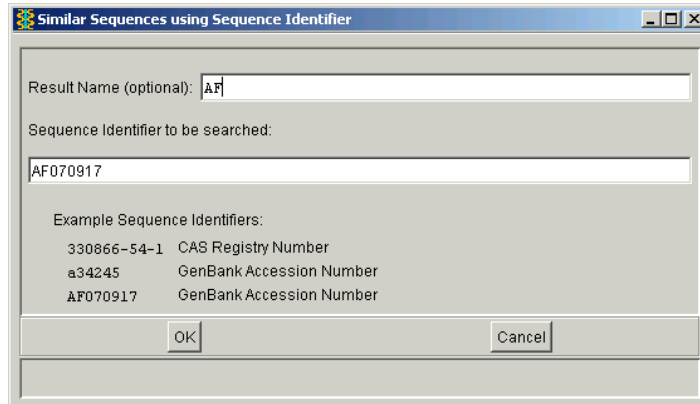 Similar Sequences using Sequence Identifier
Result Name (optional): AF
Sequence Identifier to be searched:
AF070917
Example Sequence Identifiers:
330866-54-1 CAS Registry Number
a34245 GenBank Accession Number
AF070917 GenBank Accession Number
OK Cancel